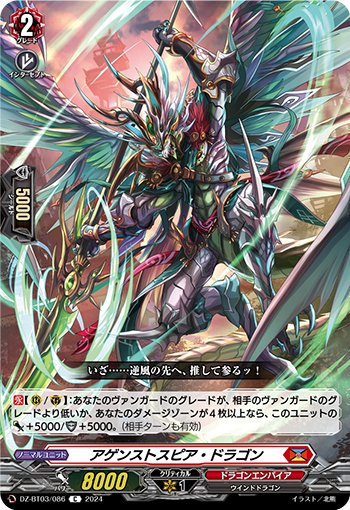 2
グレード
インターセプト
5000
シールド
いざ……逆風の先へ、推して参るッ！
永【V/R】：あなたのヴァンガードのグレードが、相手のヴァンガードのグ
レードより低いか、あなたのダメージゾーンが４枚以上なら、このユニットの
+5000/+5000。（相手ターンも有効）
ノーマルユニット
アゲンストスピア・ドラゴン
パワー 8000
クリティカル
1
ドラゴンエンパイア
ウインドドラゴン
DZ-BT03/086 C 2024
イラスト／北熊